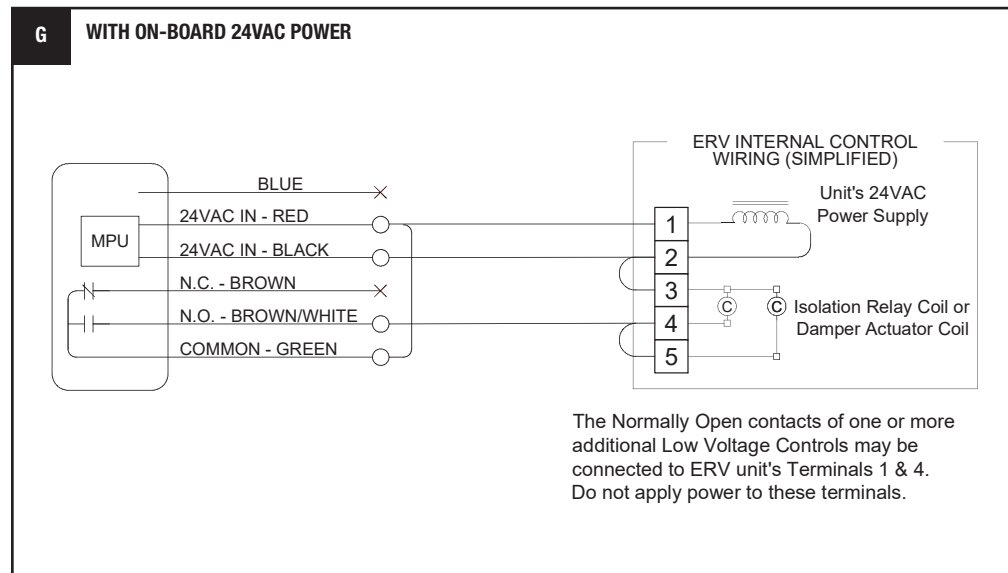 G
WITH ON-BOARD 24VAC POWER
ERV INTERNAL CONTROL
WIRING (SIMPLIFIED)
Unit's 24VAC
Power Supply
BLUE
24VAC IN - RED
MPU
24VAC IN - BLACK
N.C. - BROWN
N.O. - BROWN/WHITE
COMMON - GREEN
1
2
3
4
5
C
C
Isolation Relay Coil or
Damper Actuator Coil
The Normally Open contacts of one or more
additional Low Voltage Controls may be
connected to ERV unit's Terminals 1 & 4.
Do not apply power to these terminals.